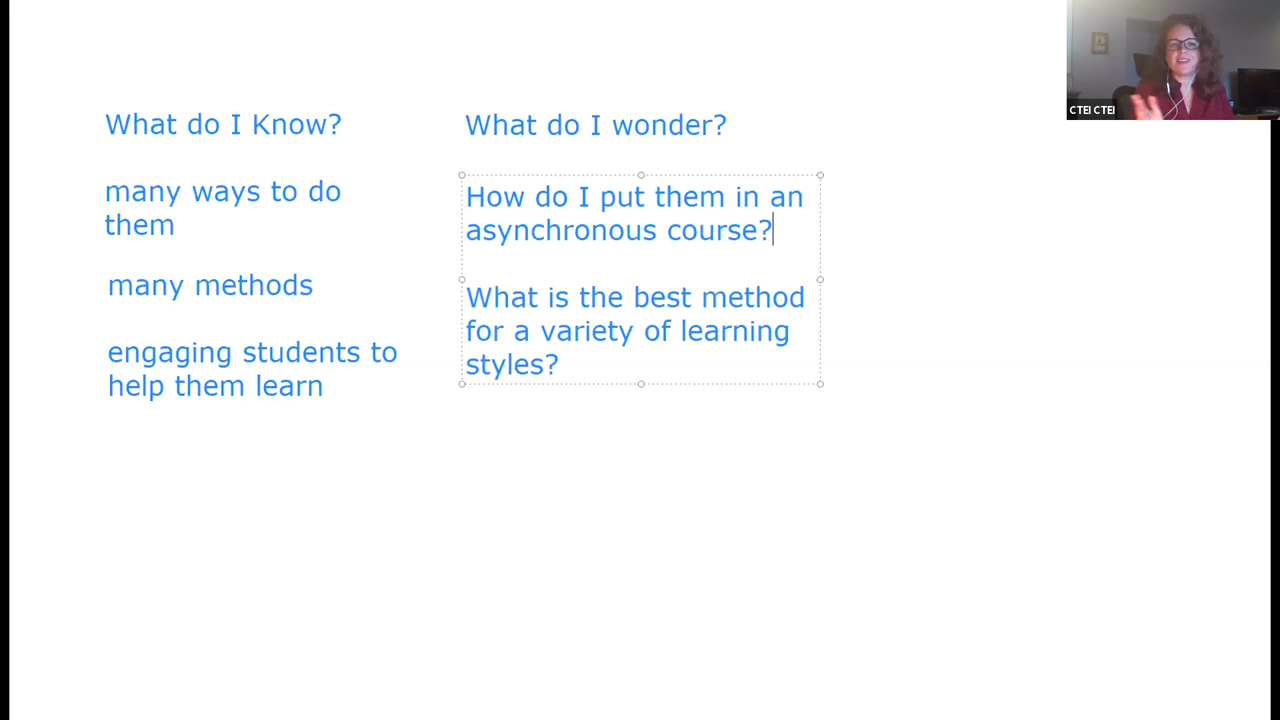 What do I Know?
many ways to do
them
many methods
engaging students to
help them learn
What do I wonder?
How do I put them in an
asynchronous course?
What is the best method
for a variety of learning
styles?
CTEI CTEI